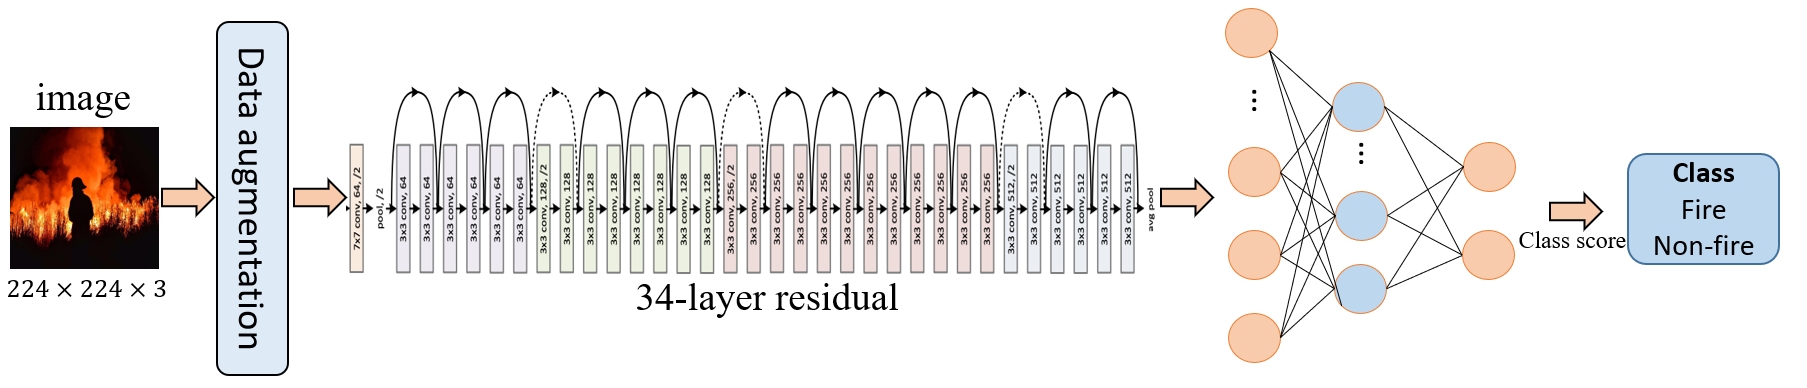 image
224 × 224 × 3
Data augmentation
7x7 conv, 64, /2
pool, /2
3x3 conv, 64
3x3 conv, 64
3x3 conv, 64
3x3 conv, 64
3x3 conv, 64
3x3 conv, 64
3x3 conv, 128, /2
3x3 conv, 128
3x3 conv, 128
3x3 conv, 128
3x3 conv, 128
3x3 conv, 128
3x3 conv, 128
3x3 conv, 128
3x3 conv, 256, /2
3x3 conv, 256
3x3 conv, 256
3x3 conv, 256
3x3 conv, 256
3x3 conv, 256
3x3 conv, 256
3x3 conv, 256
3x3 conv, 256
3x3 conv, 256
3x3 conv, 256
3x3 conv, 256
3x3 conv, 512, /2
3x3 conv, 512
3x3 conv, 512
3x3 conv, 512
3x3 conv, 512
3x3 conv, 512
avg pool
34-layer residual
...
...
Class score
Class
Fire
Non-fire